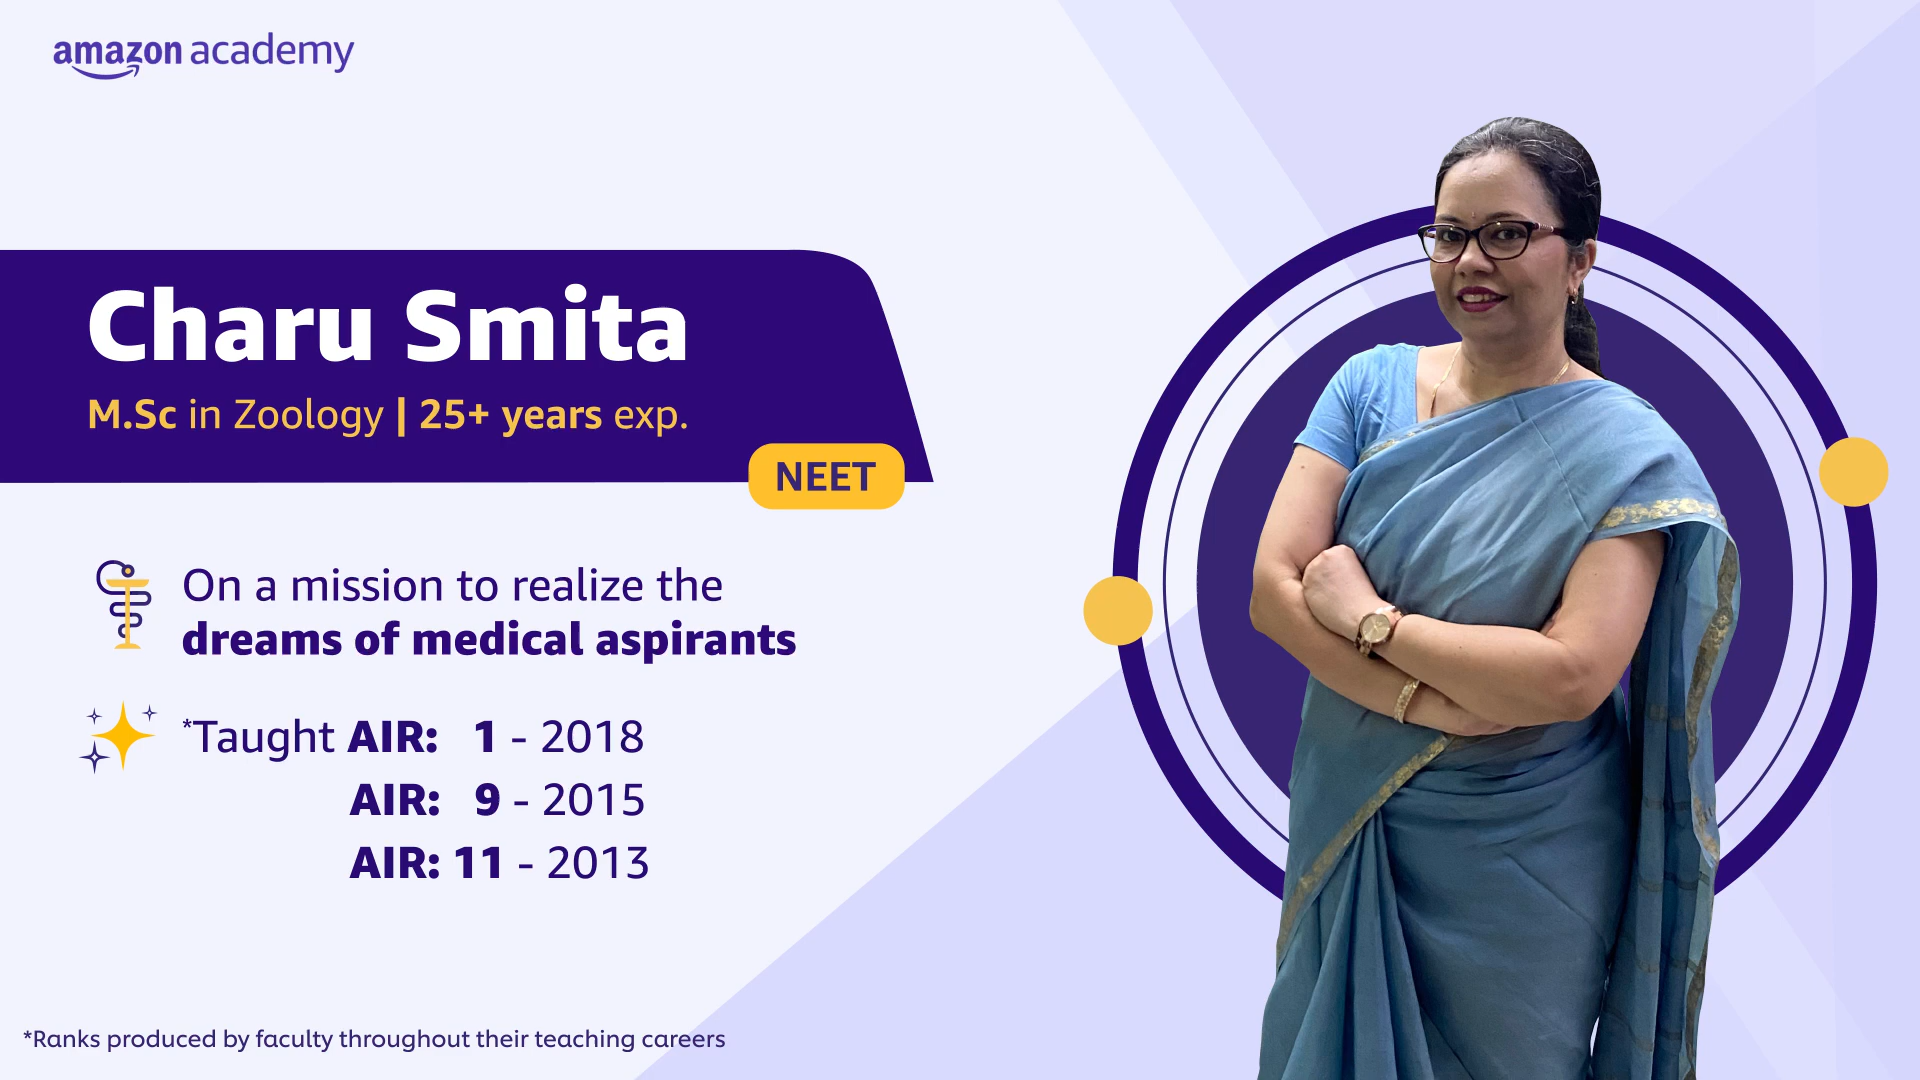 amazon academy
Charu Smita
M.Sc in Zoology | 25+ years exp.
NEET
On a mission to realize the
dreams of medical aspirants
*Taught AIR: 1 - 2018
AIR: 9 - 2015
AIR: 11 - 2013
*Ranks produced by faculty throughout their teaching careers